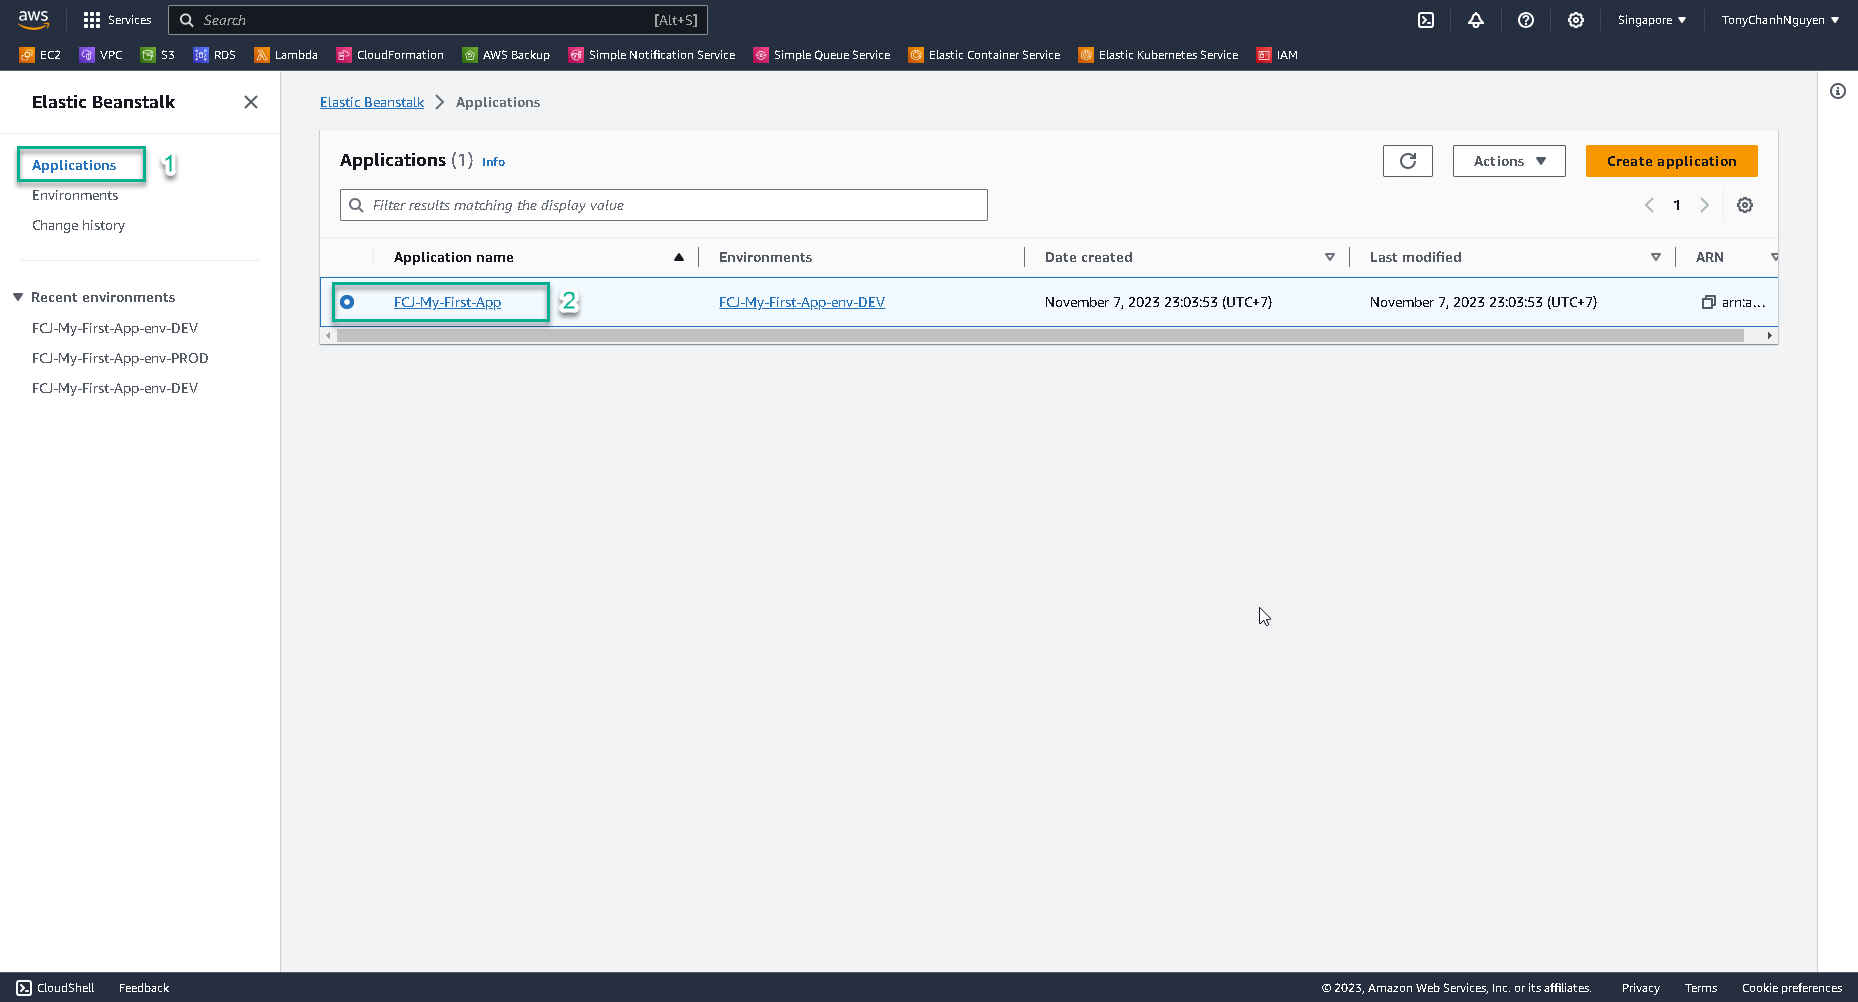 aws Services Search [Alt+S] Singapore TonyChanhNguyen
EC2 VPC S3 RDS Lambda CloudFormation AWS Backup Simple Notification Service Simple Queue Service Elastic Container Service Elastic Kubernetes Service IAM
Elastic Beanstalk
Applications 1
Environments
Change history
Recent environments
FCJ-My-First-App-env-DEV
FCJ-My-First-App-env-PROD
FCJ-My-First-App-env-DEV
Elastic Beanstalk Applications
Applications (1) Info Actions Create application
Filter results matching the display value 1
Application name Environments Date created Last modified ARN
FCJ-My-First-App 2 FCJ-My-First-App-env-DEV November 7, 2023 23:03:53 (UTC+7) November 7, 2023 23:03:53 (UTC+7) arn:a...
CloudShell Feedback © 2023, Amazon Web Services, Inc. or its affiliates. Privacy Terms Cookie preferences